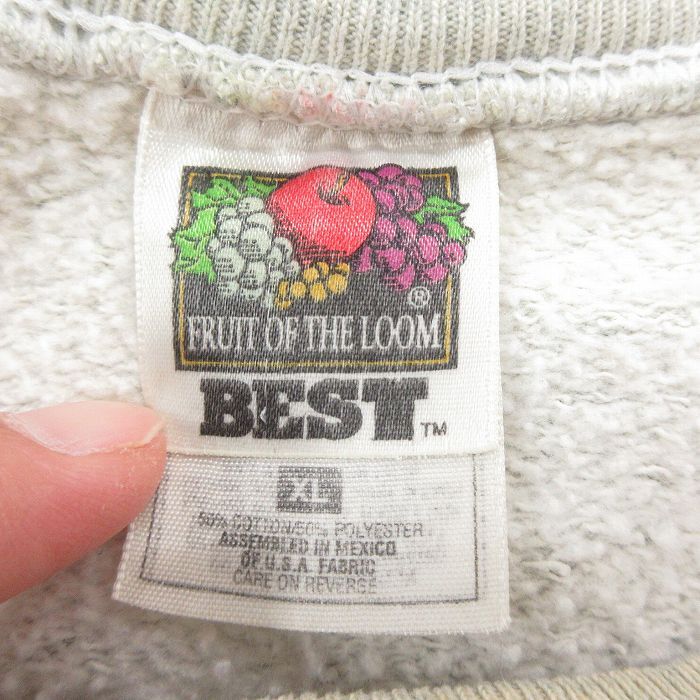 ®
FRUIT OF THE LOOM
BEST™
XL
50% COTTON/50% POLYESTER
ASSEMBLED IN MEXICO
OF U.S.A. FABRIC
CARE ON REVERSE